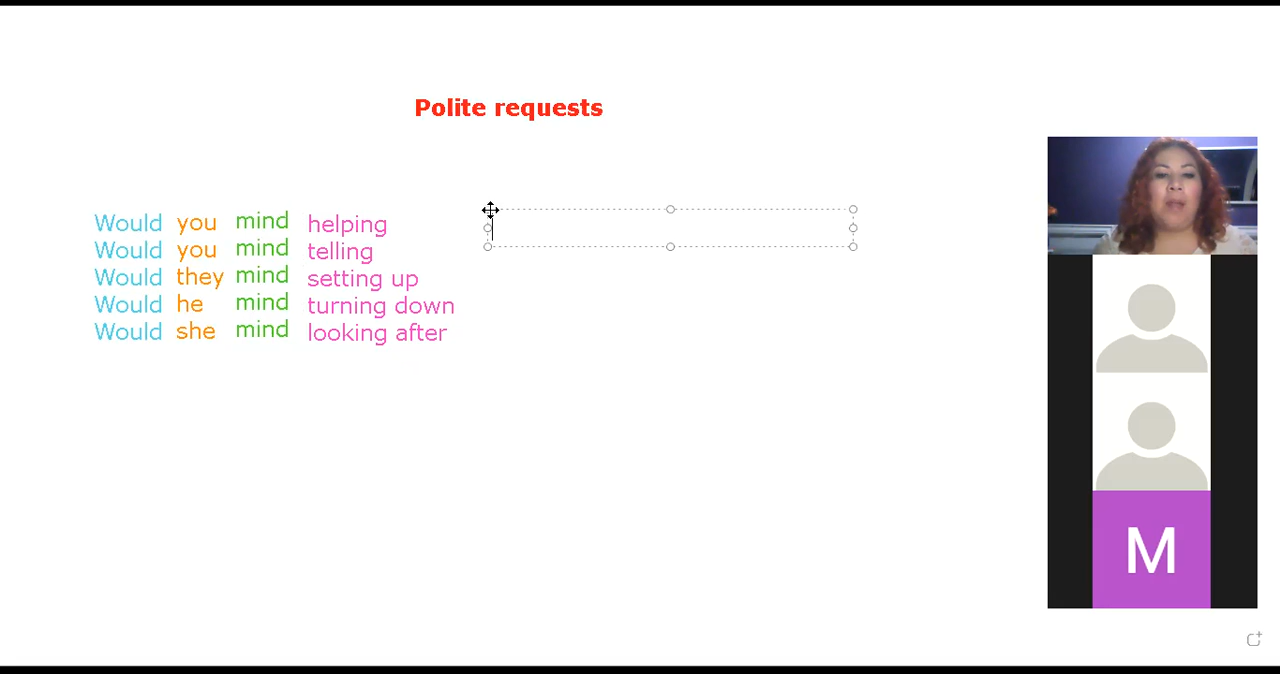 Polite requests
Would you mind helping
Would you mind telling
Would they mind setting up
Would he mind turning down
Would she mind looking after
M